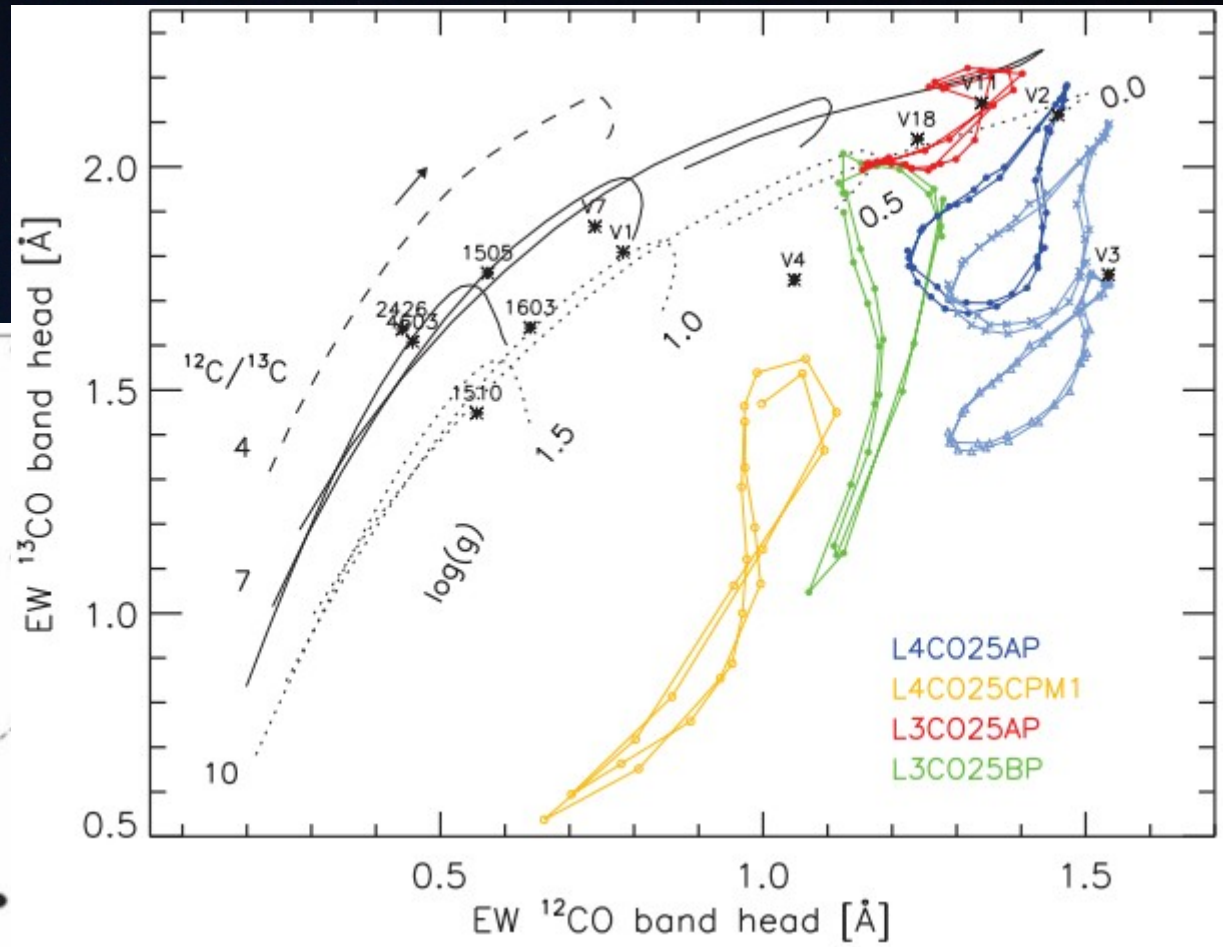 EW ¹³CO band head [Å]
2.0
1.5
1.0
0.5
0.5
1.0
1.5
EW ¹²CO band head [Å]
¹²C/¹³C
4
7
10
log(g)
1.5
1.0
0.5
0.0
V11
V2
V18
V7
V1
V4
V3
1505
2426
4603
1603
1510
L4CO25AP
L4CO25CPM1
L3CO25AP
L3CO25BP